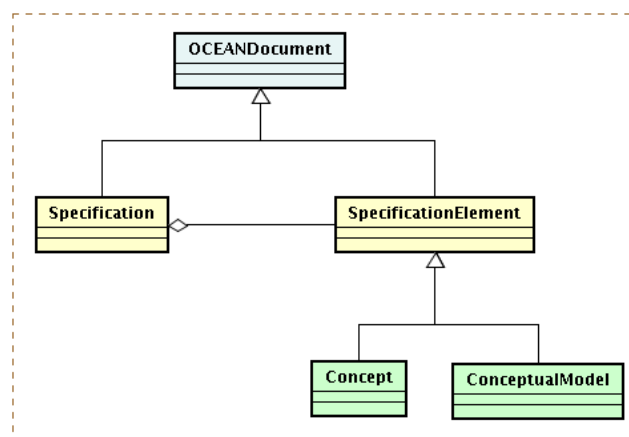 OCEANDocument
Specification
SpecificationElement
Concept
ConceptualModel